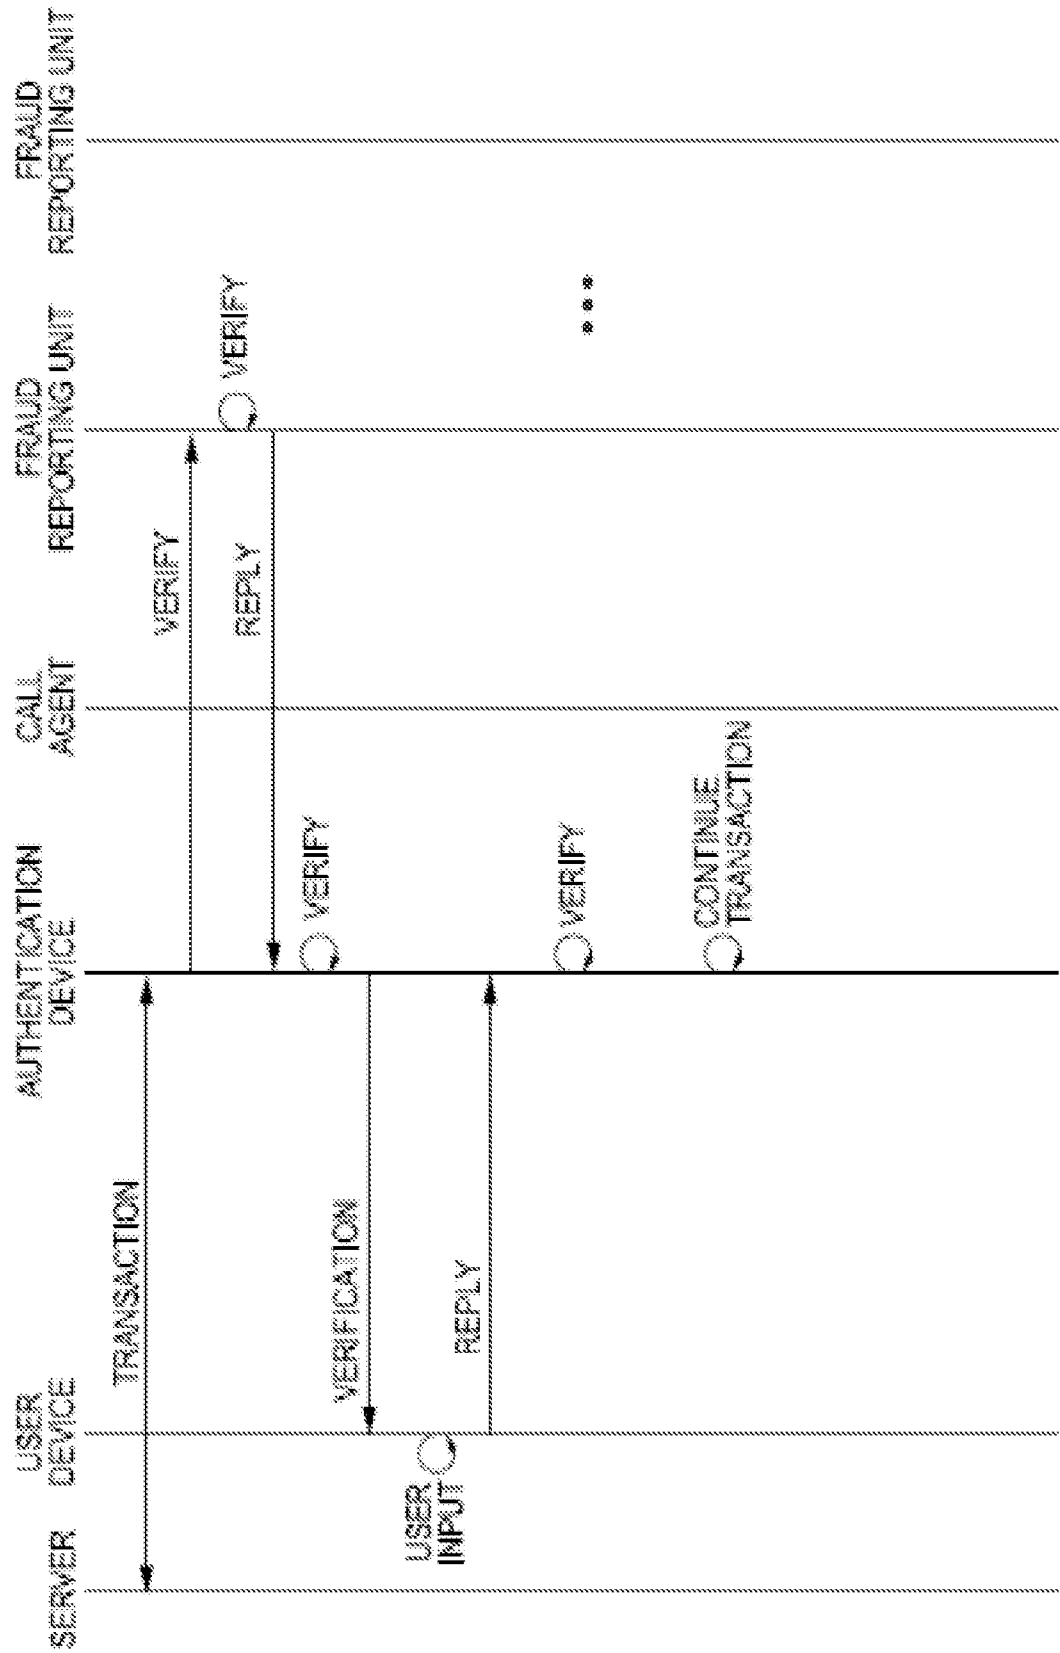 SERVER
USER
DEVICE
AUTHENTICATION
DEVICE
CALL
AGENT
FRAUD
REPORTING UNIT
FRAUD
REPORTING UNIT
TRANSACTION
VERIFY
VERIFY
REPLY
VERIFY
VERIFICATION
USER
INPUT
REPLY
VERIFY
CONTINUE
TRANSACTION